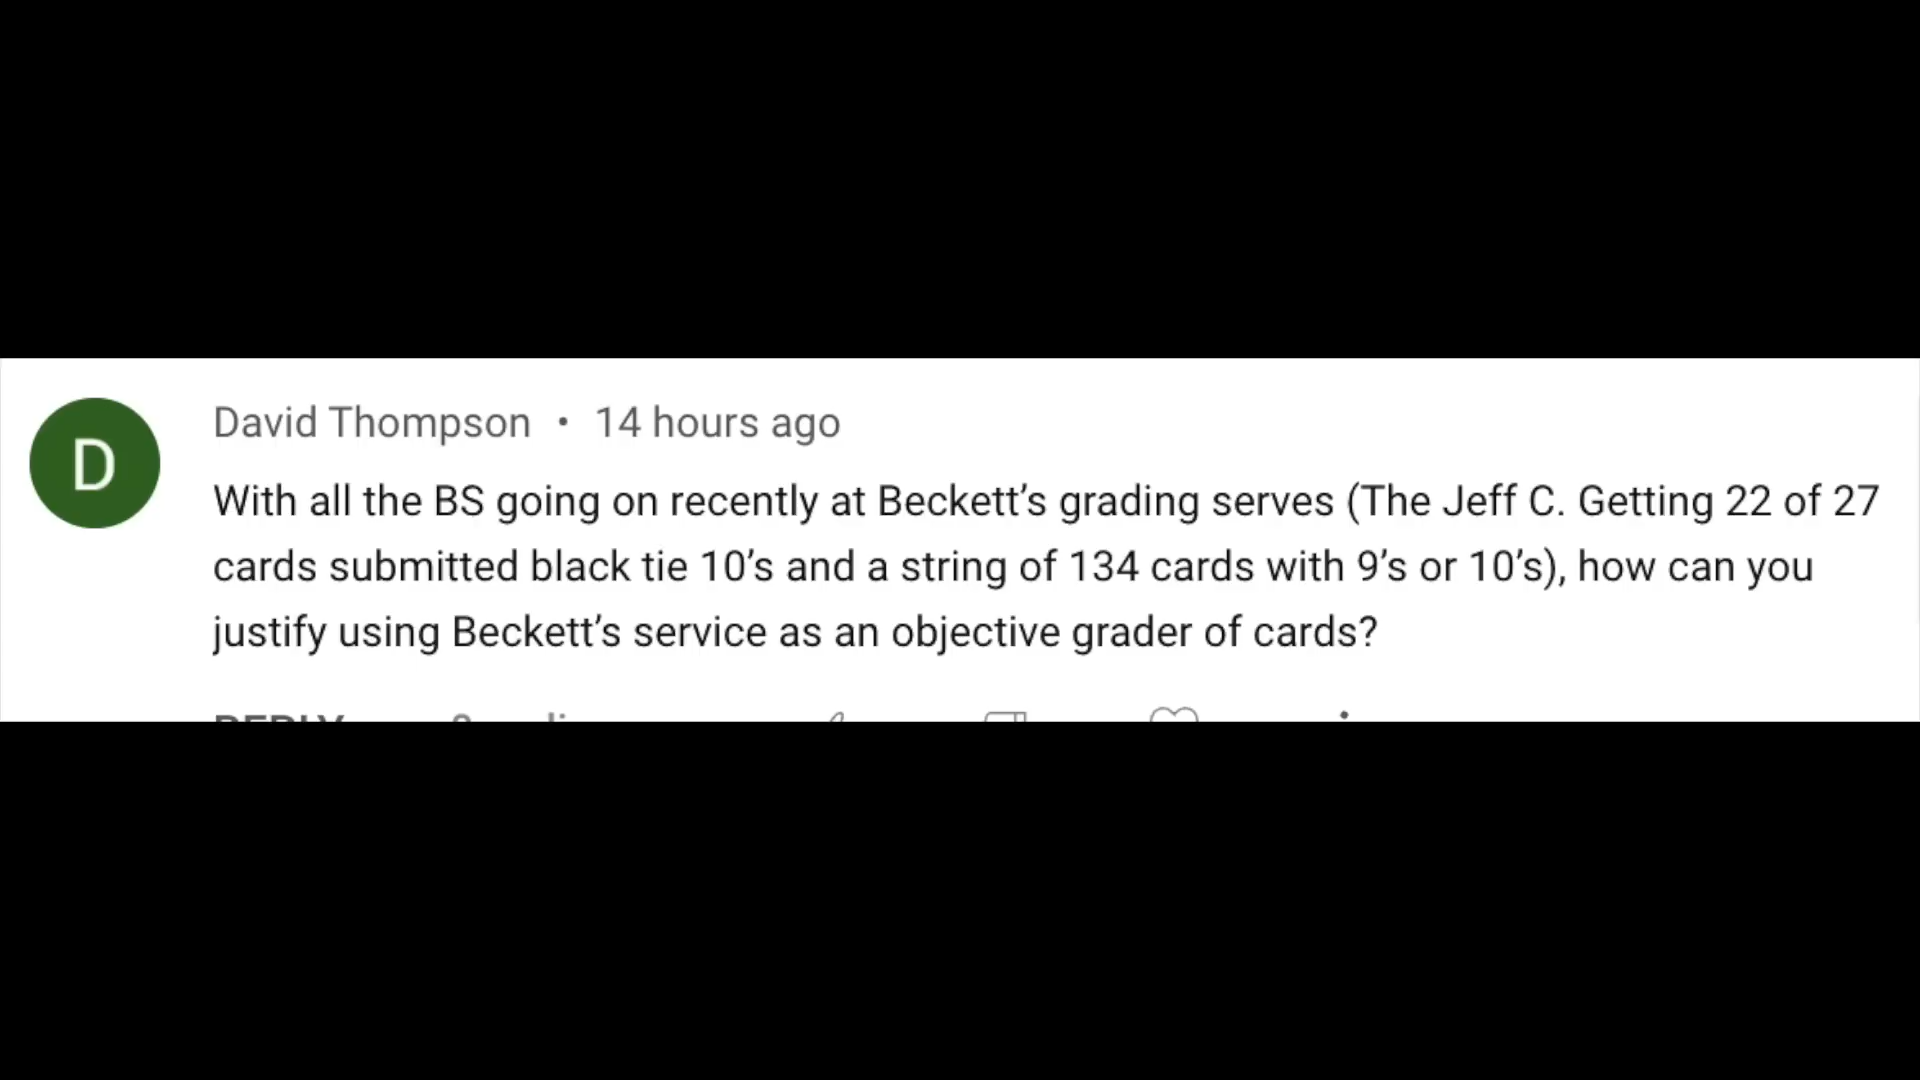 D
David Thompson • 14 hours ago
With all the BS going on recently at Beckett’s grading serves (The Jeff C. Getting 22 of 27
cards submitted black tie 10’s and a string of 134 cards with 9’s or 10’s), how can you
justify using Beckett’s service as an objective grader of cards?